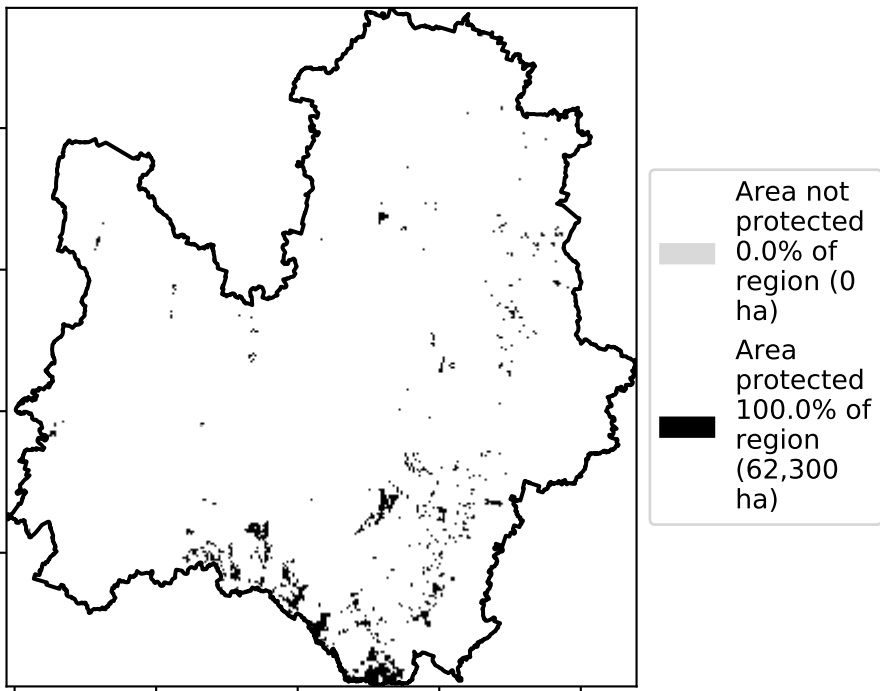 Area not
protected
0.0% of
region (0
ha)
Area
protected
100.0% of
region
(62,300
ha)